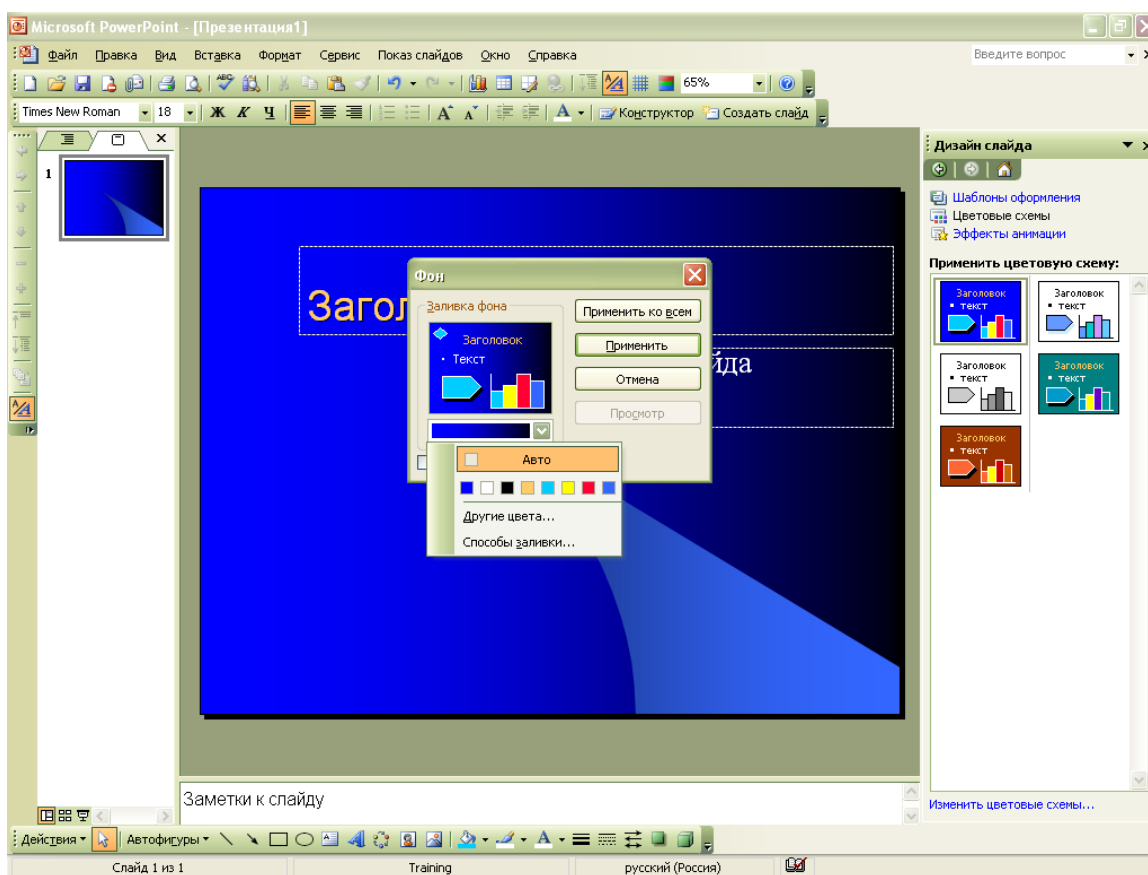 Microsoft PowerPoint - [Презентация1]
Файл Правка Вид Вставка Формат Сервис Показ слайдов Окно Справка Введите вопрос
65%
Times New Roman 18 Ж К Ч А А А Конструктор Создать слайд
Дизайн слайда
1
Шаблоны оформления
Цветовые схемы
Эффекты анимации
Применить цветовую схему:
Заголовок
• Текст
Заголовок
• Текст
Заголовок
• Текст
Заголовок
• Текст
Заголовок
• Текст
Изменить цветовые схемы...
Загол
йда
Фон
Заливка фона
Заголовок
• Текст
Применить ко всем
Применить
Отмена
Просмотр
Авто
Другие цвета...
Способы заливки...
Заметки к слайду
Действия Автофигуры
Слайд 1 из 1 Training русский (Россия)